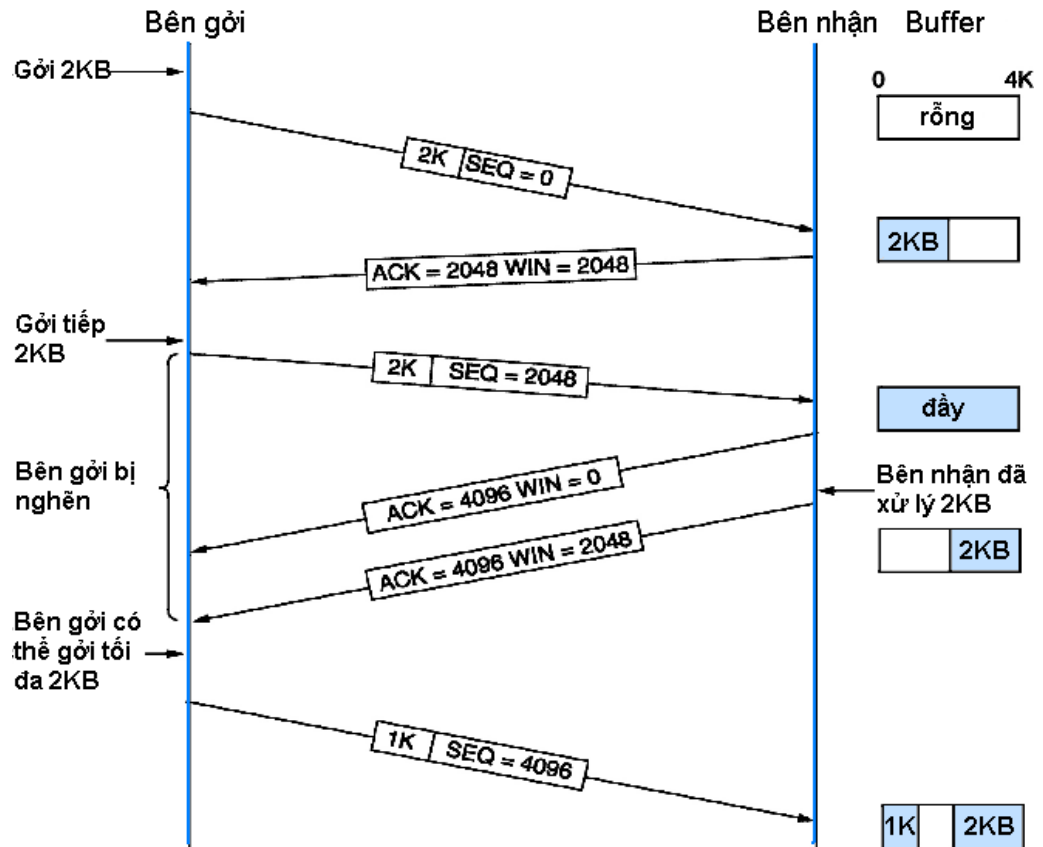 Bên gởi
Bên nhận
Buffer
Gởi 2KB
0
4K
rỗng
2K
SEQ = 0
2KB
ACK = 2048 WIN = 2048
Gởi tiếp
2KB
2K
SEQ = 2048
đầy
Bên gởi bị
nghẽn
ACK = 4096 WIN = 0
Bên nhận đã
xử lý 2KB
2KB
ACK = 4096 WIN = 2048
Bên gởi có
thể gởi tối
đa 2KB
1K
SEQ = 4096
1K
2KB